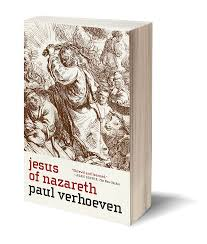 jesus
of nazareth
paul verhoeven